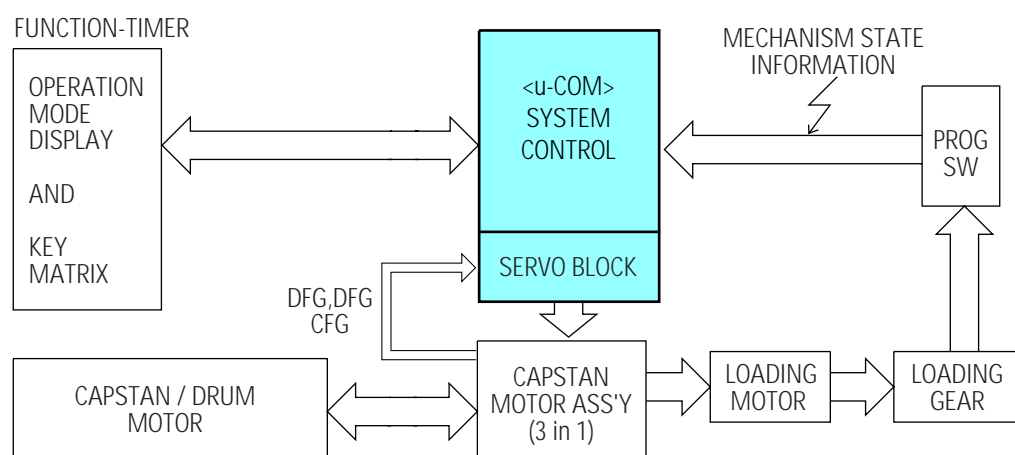 FUNCTION-TIMER
OPERATION
MODE
DISPLAY
AND
KEY
MATRIX
<u-COM>
SYSTEM
CONTROL
SERVO BLOCK
MECHANISM STATE
INFORMATION
PROG
SW
DFG,DFG
CFG
CAPSTAN / DRUM
MOTOR
CAPSTAN
MOTOR ASS'Y
(3 in 1)
LOADING
MOTOR
LOADING
GEAR